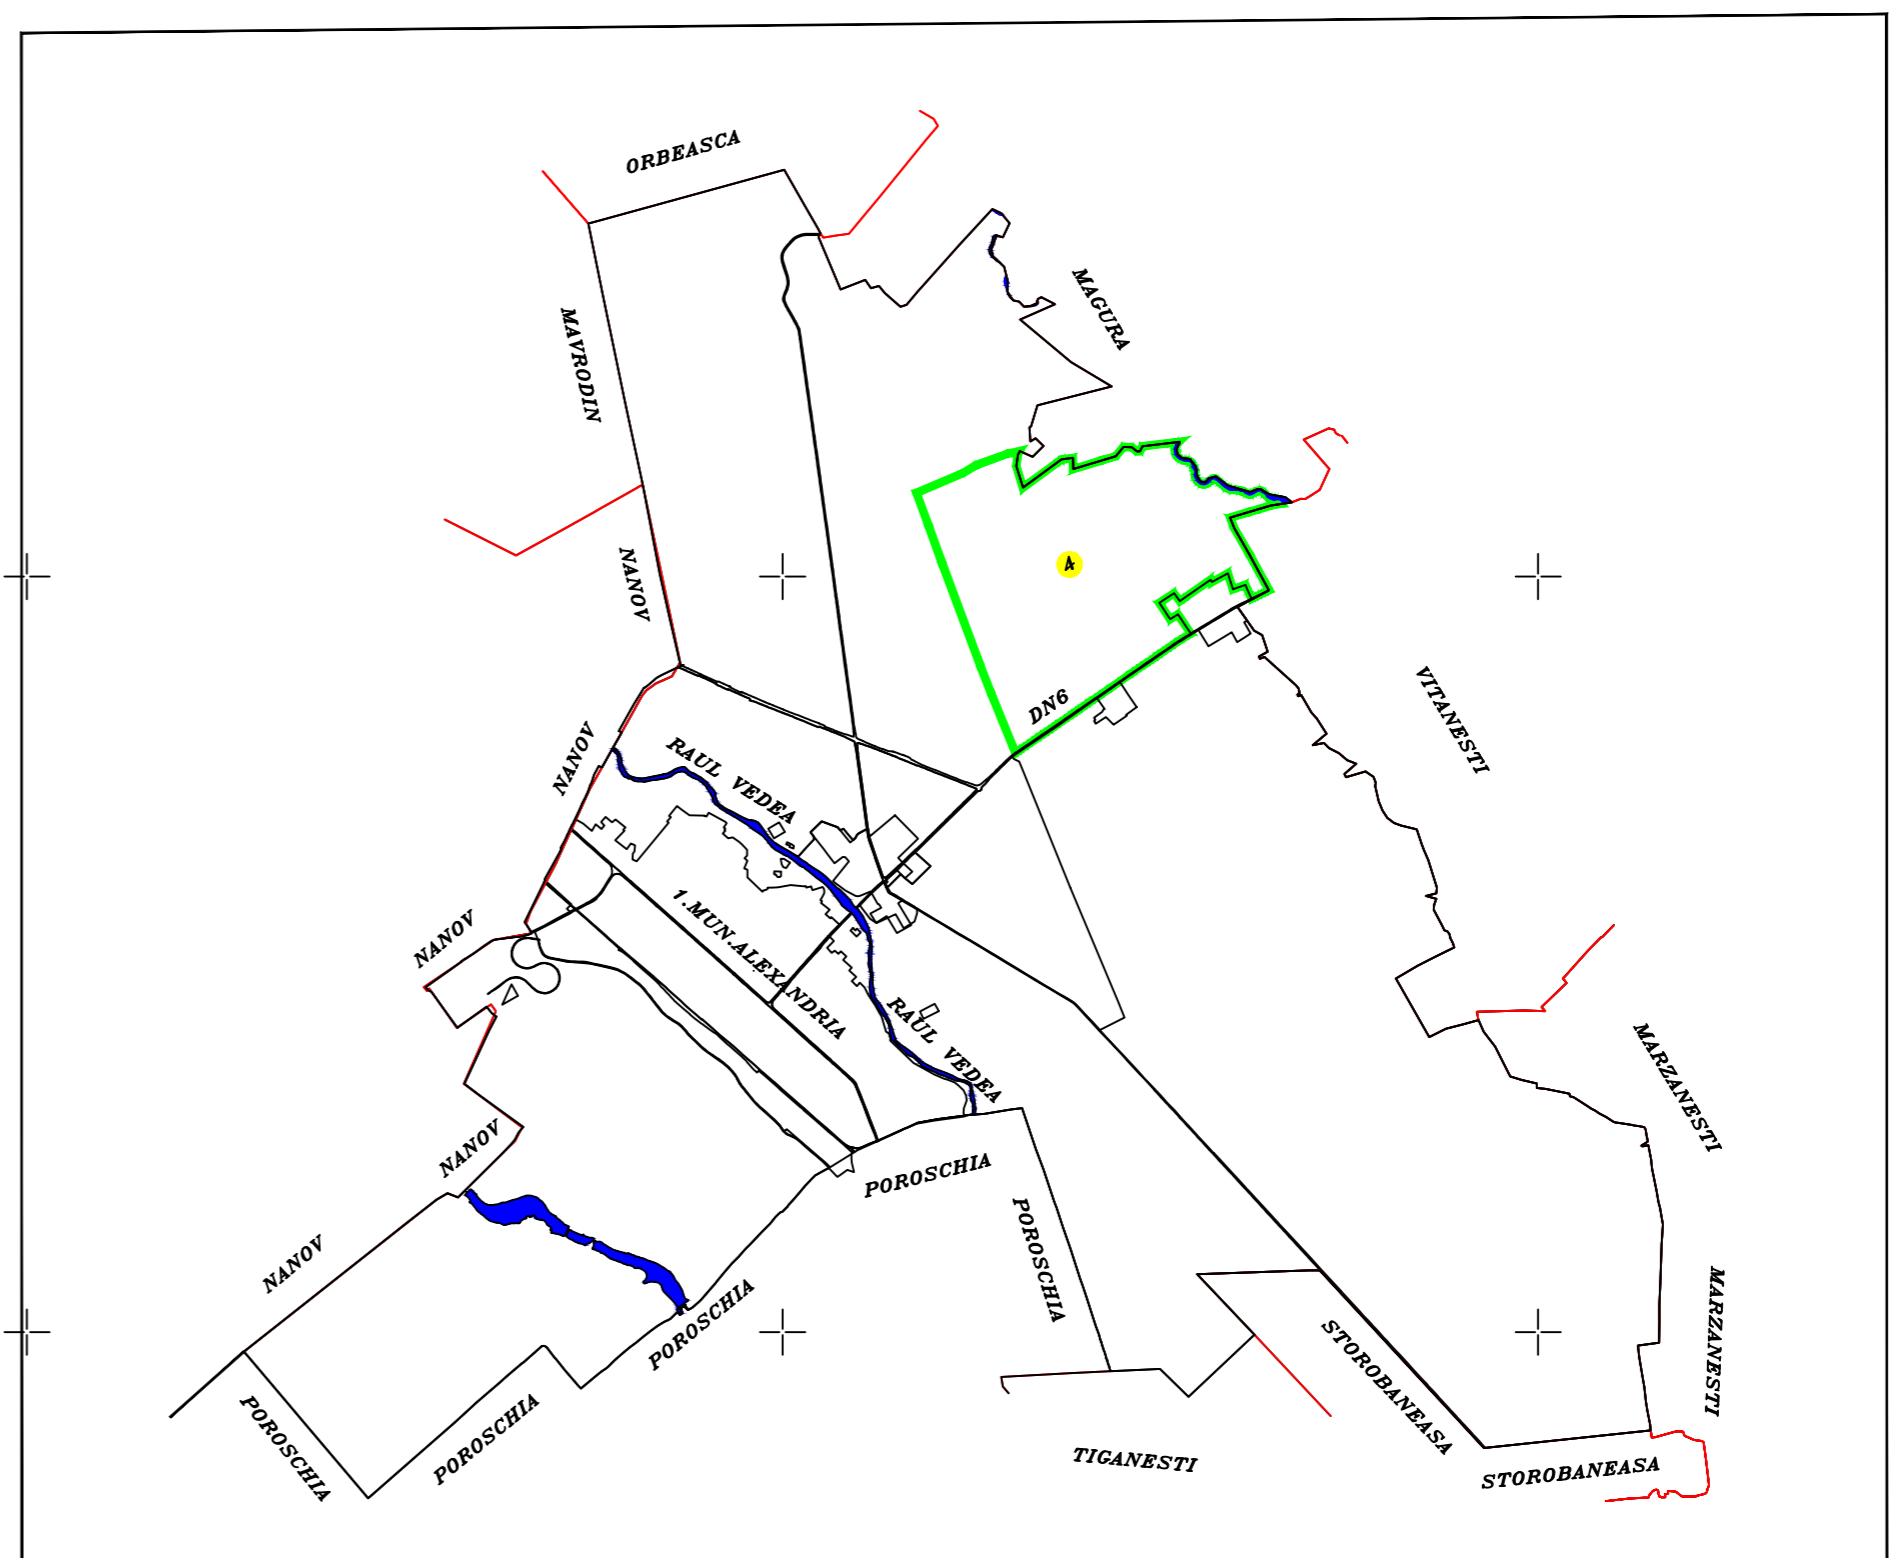 ORBEASCA
MAGURA
MAVRODIN
NANOV
4
VITANESTI
DN6
NANOV
RAUL VEDEA
1.MUN.ALEXANDRIA
NANOV
RAUL VEDEA
MARZANESTI
NANOV
POROSCHIA
POROSCHIA
NANOV
POROSCHIA
MARZANESTI
STOROBANEASA
POROSCHIA
POROSCHIA
TIGANESTI
STOROBANEASA